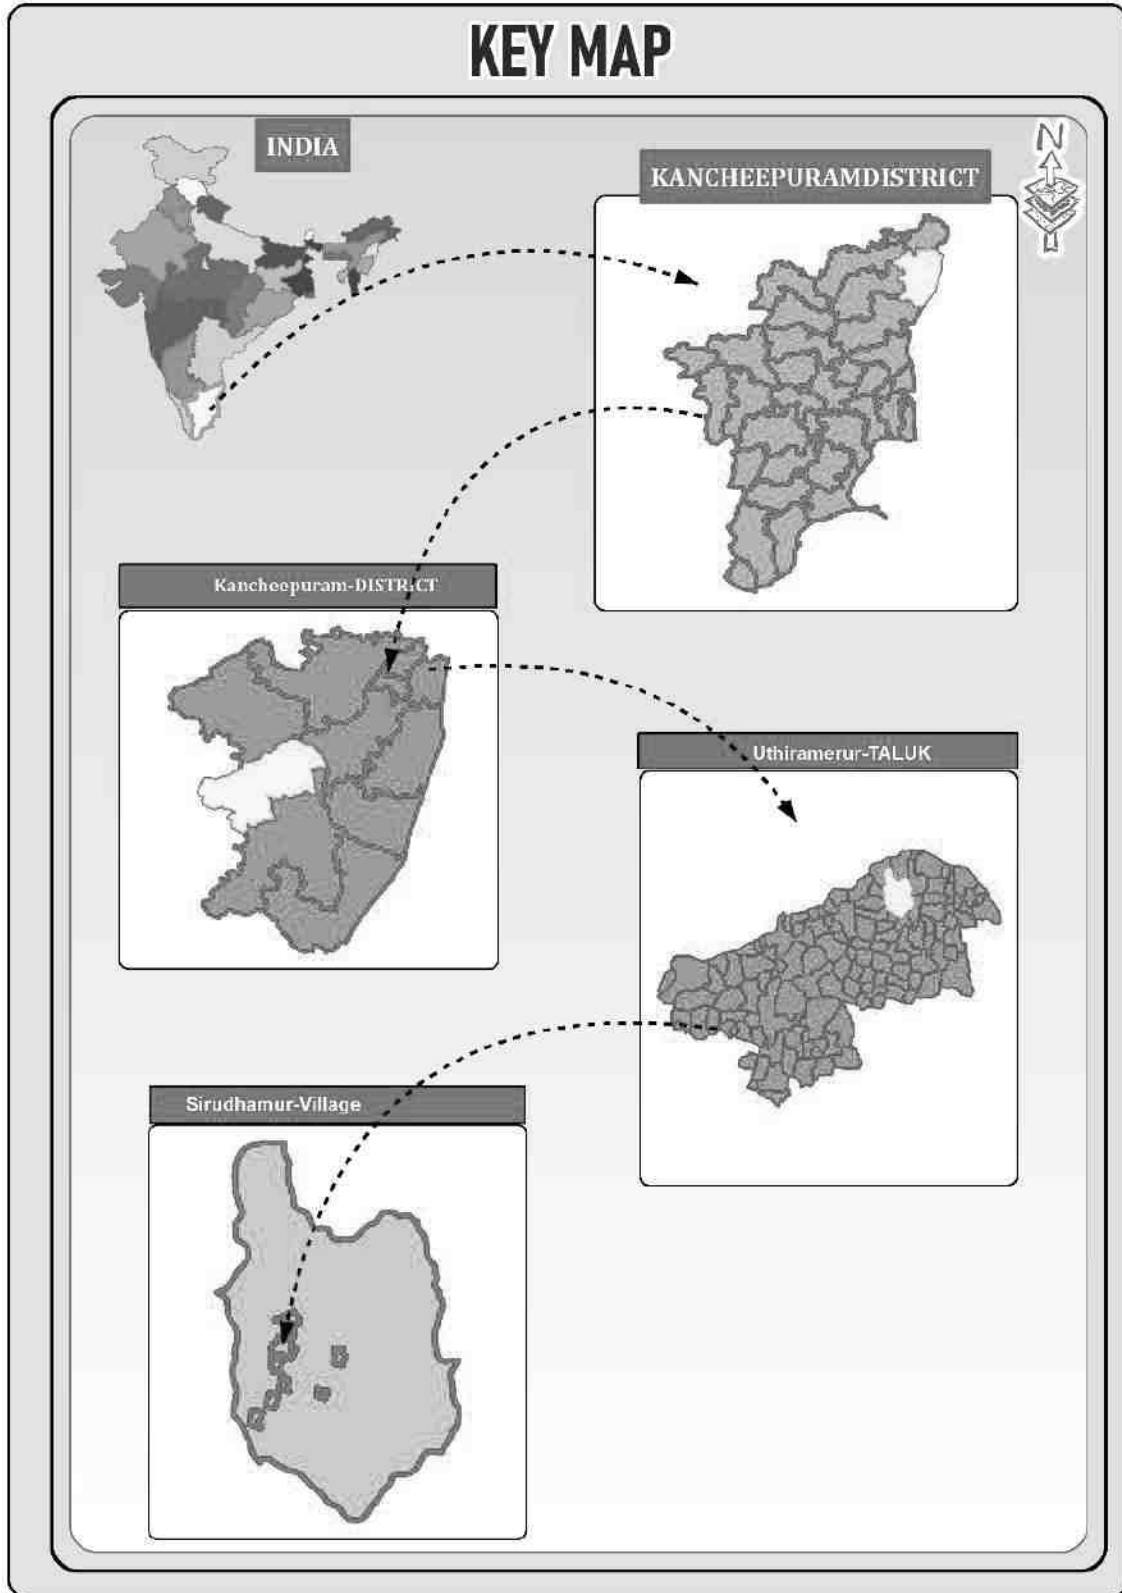 KEY MAP
INDIA
N
KANCHEEPURAMDISTRICT
Kancheepuram-DISTRICT
Uthiramerur-TALUK
Sirudhamur-Village